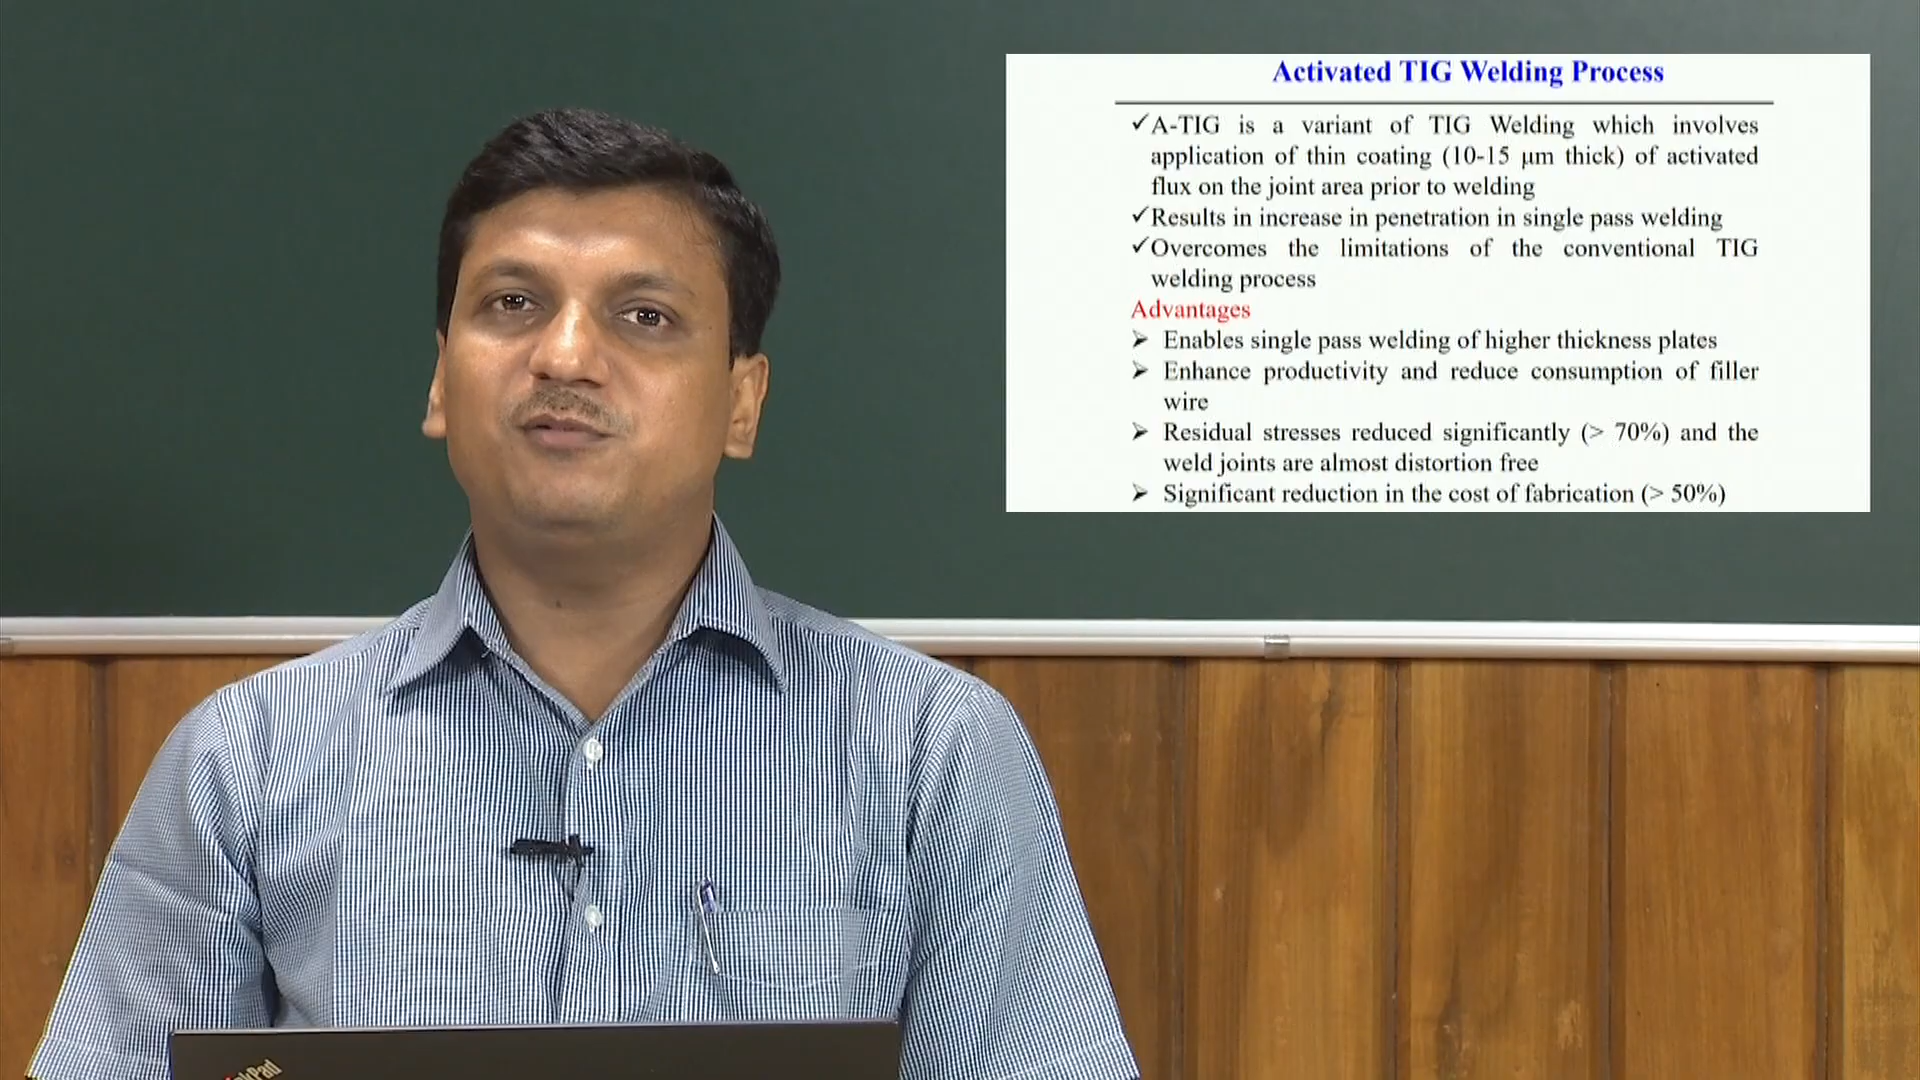 Activated TIG Welding Process
✓A-TIG is a variant of TIG Welding which involves
application of thin coating (10-15 μm thick) of activated
flux on the joint area prior to welding
✓Results in increase in penetration in single pass welding
✓Overcomes the limitations of the conventional TIG
welding process
Advantages
➢ Enables single pass welding of higher thickness plates
➢ Enhance productivity and reduce consumption of filler
wire
➢ Residual stresses reduced significantly (> 70%) and the
weld joints are almost distortion free
➢ Significant reduction in the cost of fabrication (> 50%)